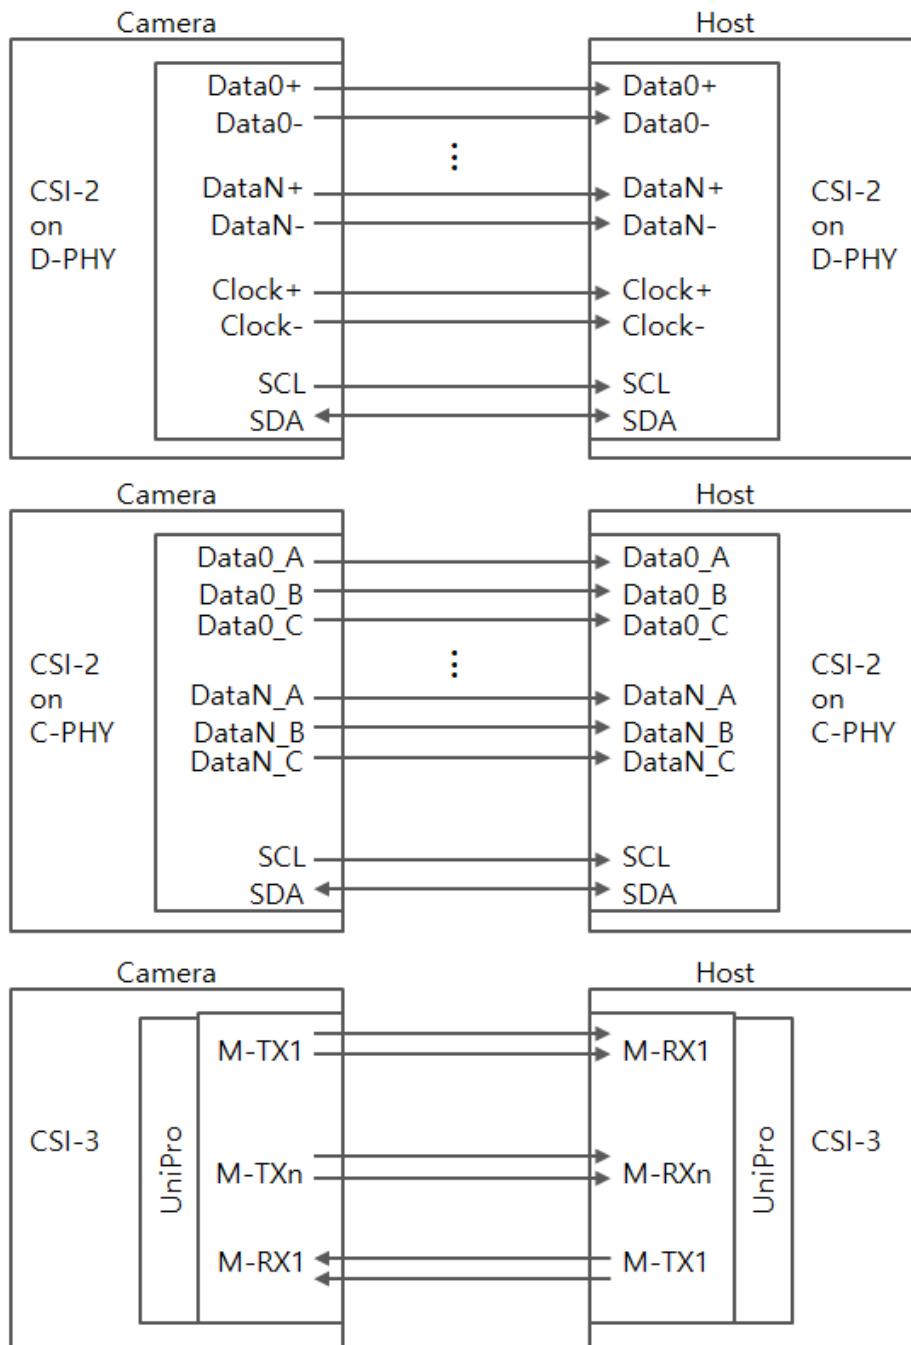 Camera
Host
CSI-2
on
D-PHY
Data0+
Data0-
DataN+
DataN-
Clock+
Clock-
SCL
SDA
Data0+
Data0-
DataN+
DataN-
Clock+
Clock-
SCL
SDA
CSI-2
on
D-PHY
Camera
Host
CSI-2
on
C-PHY
Data0_A
Data0_B
Data0_C
DataN_A
DataN_B
DataN_C
SCL
SDA
Data0_A
Data0_B
Data0_C
DataN_A
DataN_B
DataN_C
SCL
SDA
CSI-2
on
C-PHY
Camera
Host
CSI-3
UniPro
M-TX1
M-TXn
M-RX1
M-RX1
M-RXn
M-TX1
UniPro
CSI-3